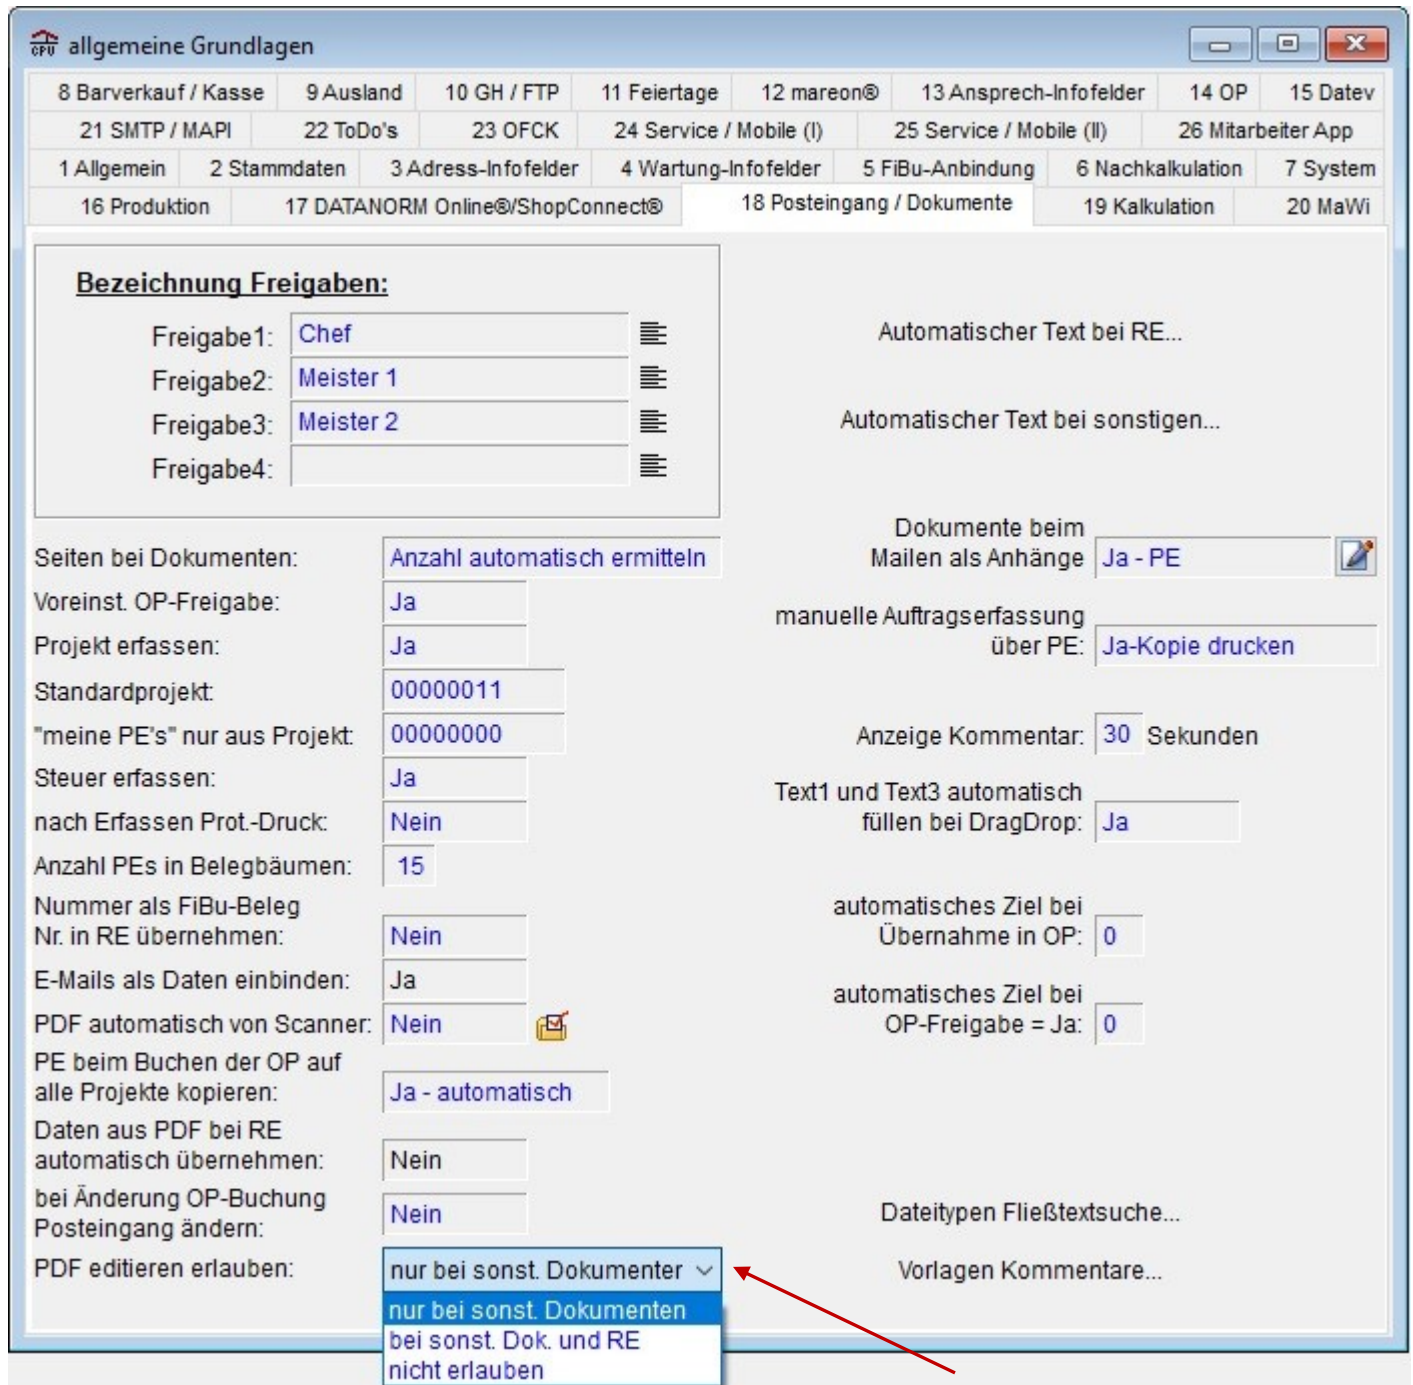 allgemeine Grundlagen
8 Barverkauf / Kasse 9 Ausland 10 GH / FTP 11 Feiertage 12 mareon® 13 Ansprech-Infofelder 14 OP 15 Datev
21 SMTP / MAPI 22 ToDo's 23 OFCK 24 Service / Mobile (I) 25 Service / Mobile (II) 26 Mitarbeiter App
1 Allgemein 2 Stammdaten 3 Adress-Infofelder 4 Wartung-Infofelder 5 FiBu-Anbindung 6 Nachkalkulation 7 System
16 Produktion 17 DATANORM Online®/ShopConnect® 18 Posteingang / Dokumente 19 Kalkulation 20 MaWi
Bezeichnung Freigaben:
Freigabe1: Chef
Freigabe2: Meister 1
Freigabe3: Meister 2
Freigabe4:
Automatischer Text bei RE...
Automatischer Text bei sonstigen...
Seiten bei Dokumenten: Anzahl automatisch ermitteln
Voreinst. OP-Freigabe: Ja
Projekt erfassen: Ja
Standardprojekt: 00000011
"meine PE's" nur aus Projekt: 00000000
Steuer erfassen: Ja
nach Erfassen Prot.-Druck: Nein
Anzahl PEs in Belegbäumen: 15
Nummer als FiBu-Beleg
Nr. in RE übernehmen: Nein
E-Mails als Daten einbinden: Ja
PDF automatisch von Scanner: Nein
PE beim Buchen der OP auf
alle Projekte kopieren: Ja - automatisch
Daten aus PDF bei RE
automatisch übernehmen: Nein
bei Änderung OP-Buchung
Posteingang ändern: Nein
PDF editieren erlauben: nur bei sonst. Dokumenter
nur bei sonst. Dokumenten
bei sonst. Dok. und RE
nicht erlauben
Dokumente beim
Mailen als Anhänge Ja - PE
manuelle Auftragserfassung
über PE: Ja-Kopie drucken
Anzeige Kommentar: 30 Sekunden
Text1 und Text3 automatisch
füllen bei DragDrop: Ja
automatisches Ziel bei
Übernahme in OP: 0
automatisches Ziel bei
OP-Freigabe = Ja: 0
Dateitypen Fließtextsuche...
Vorlagen Kommentare...